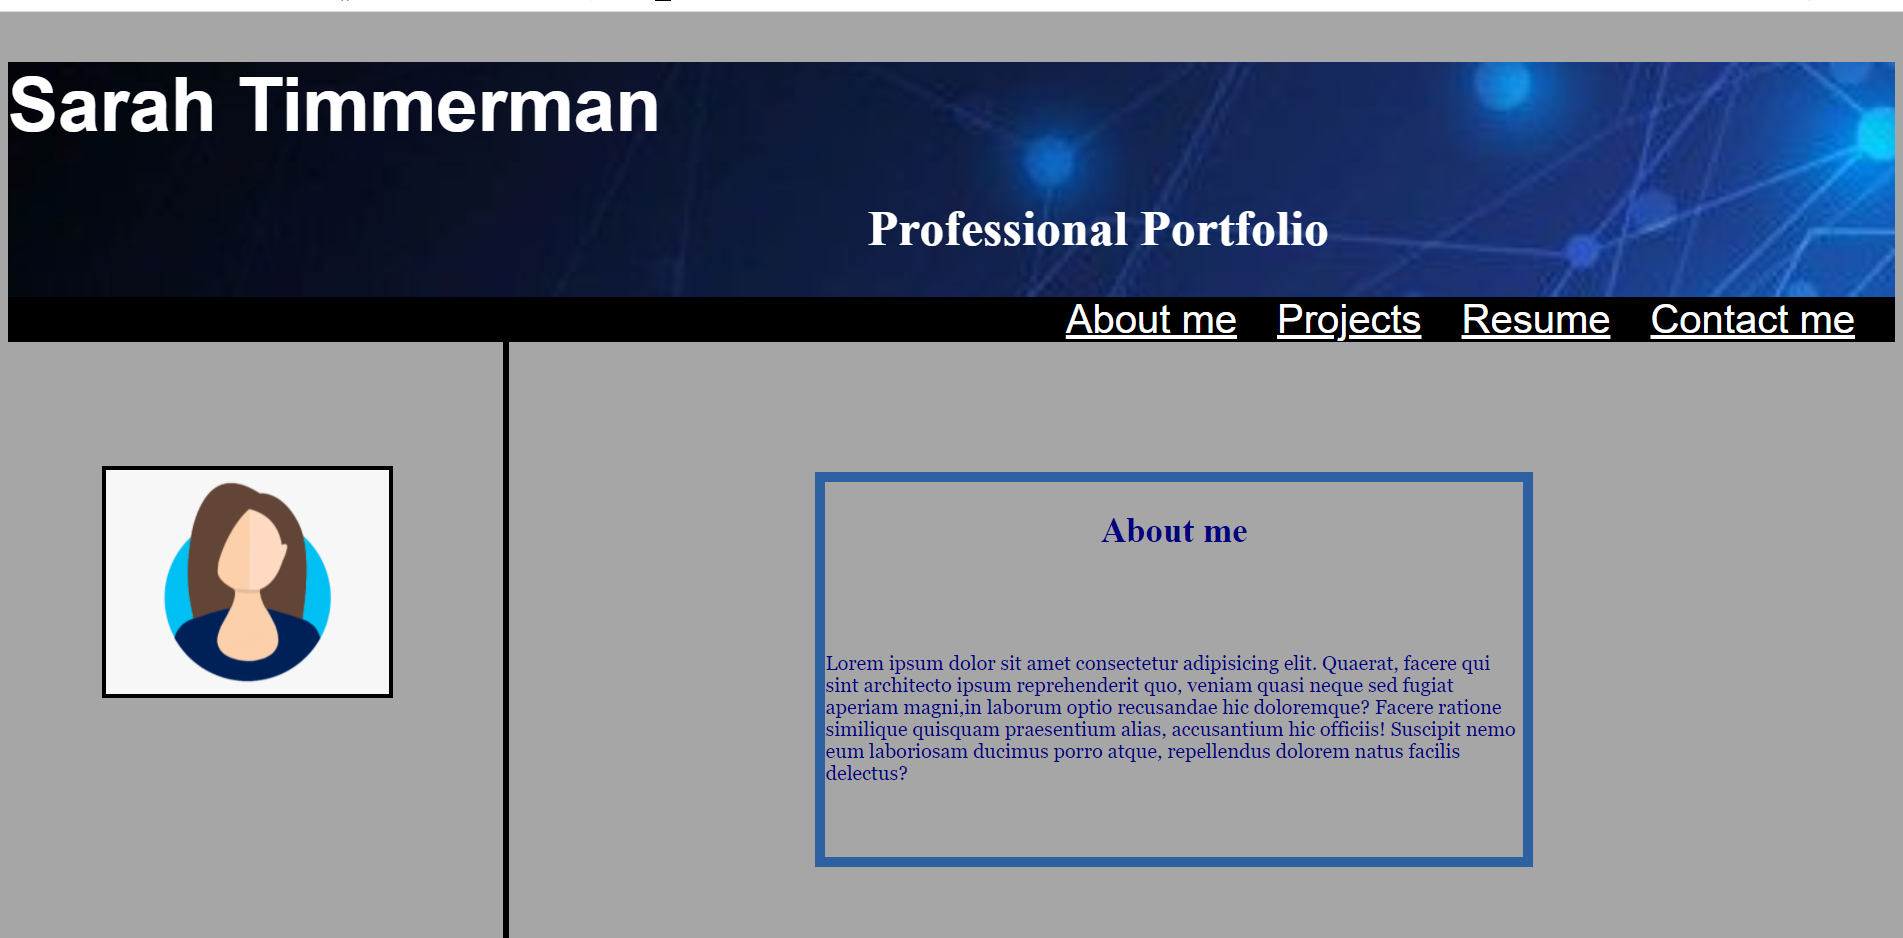 Sarah Timmerman
Professional Portfolio
About me Projects Resume Contact me
About me
Lorem ipsum dolor sit amet consectetur adipisicing elit. Quaerat, facere qui
sint architecto ipsum reprehenderit quo, veniam quasi neque sed fugiat
aperiam magni,in laborum optio recusandae hic doloremque? Facere ratione
similique quisquam praesentium alias, accusantium hic officiis! Suscipit nemo
eum laboriosam ducimus porro atque, repellendus dolorem natus facilis
delectus?